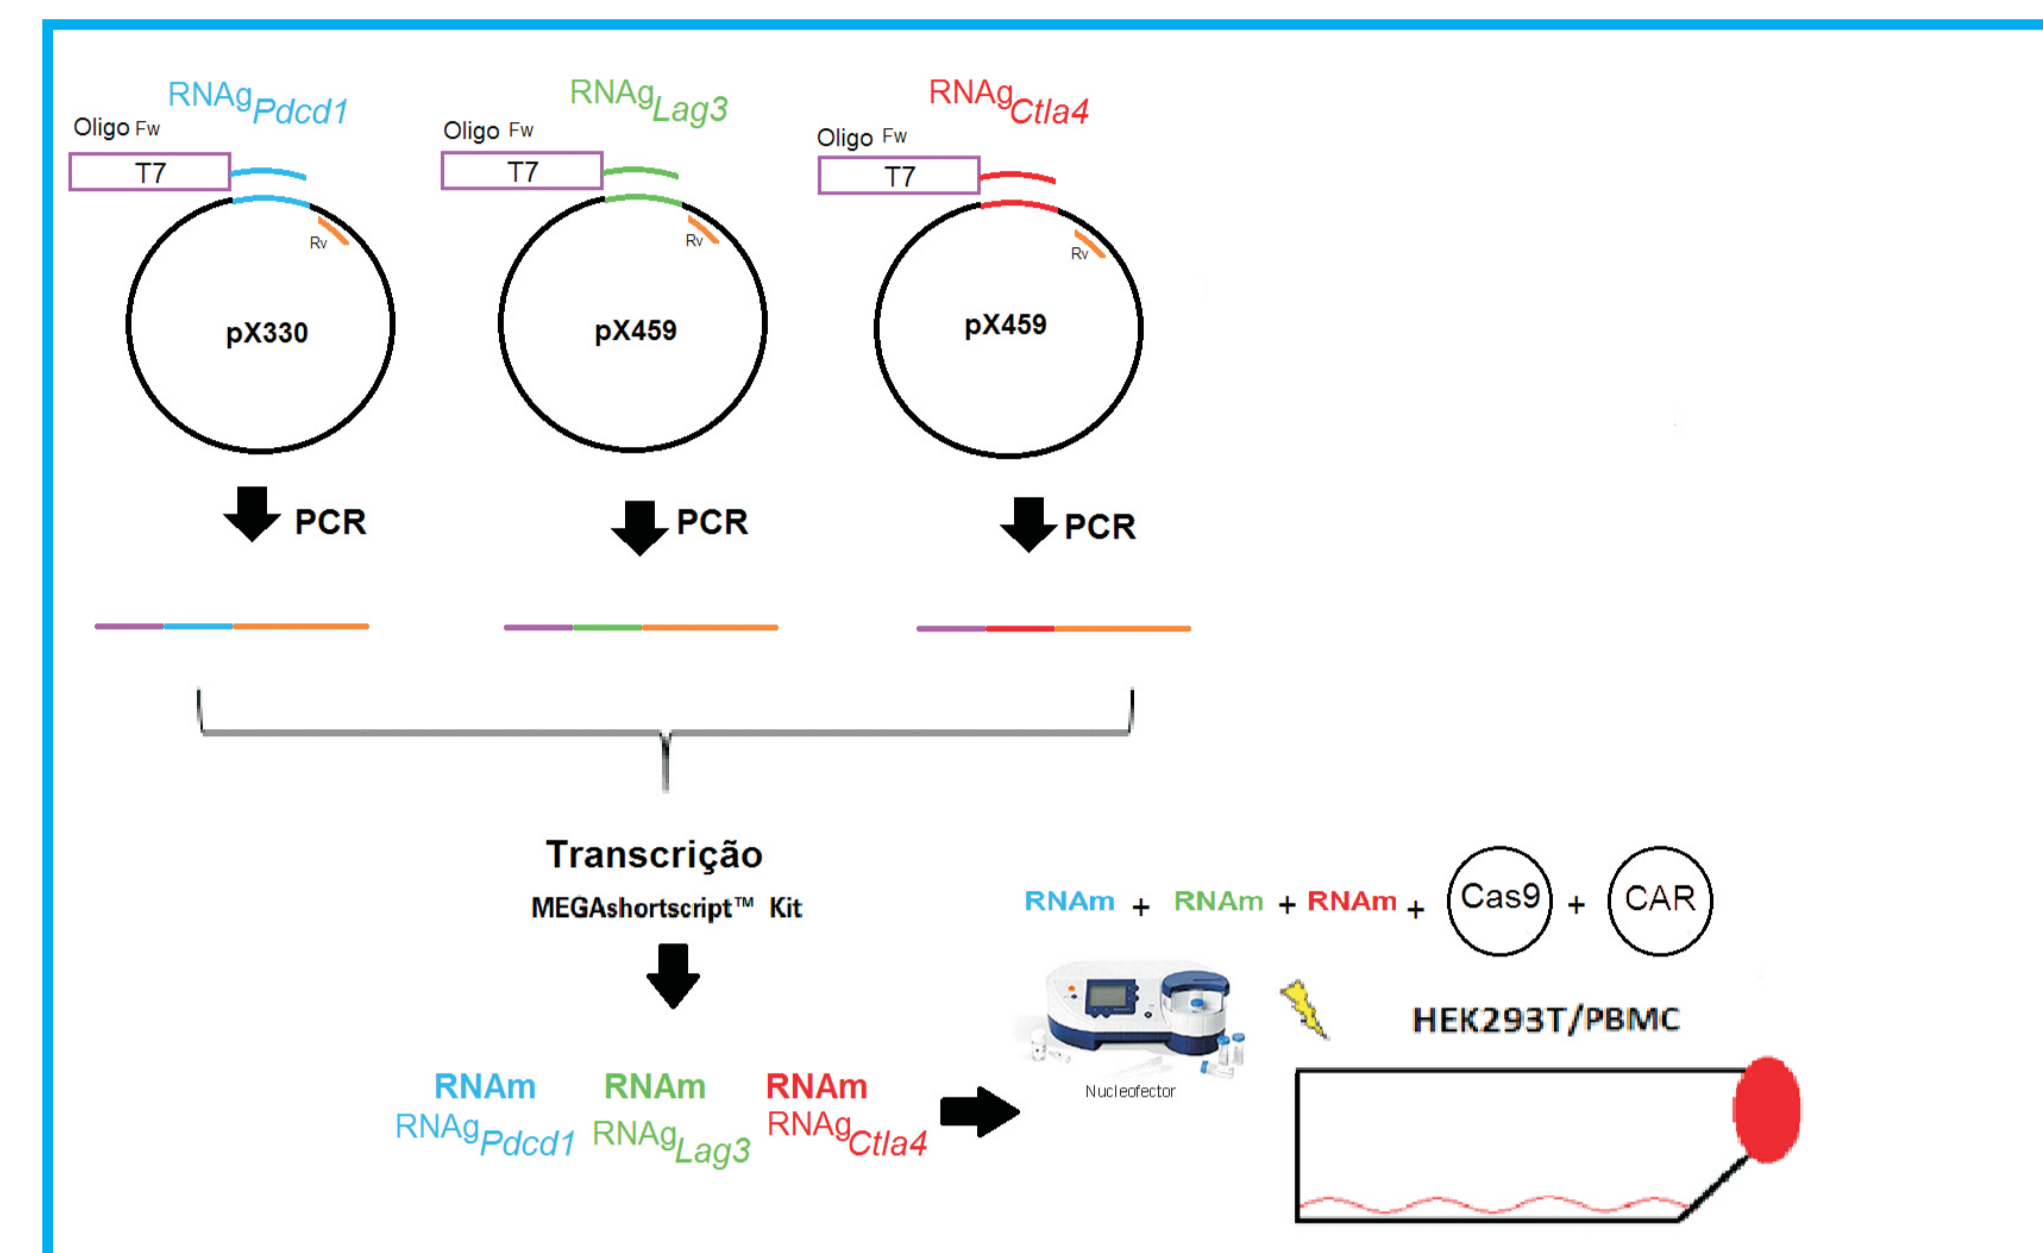 RNAgPdcd1
Oligo Fw
T7
Rv
pX330
PCR
RNAgLag3
Oligo Fw
T7
Rv
pX459
PCR
RNAgCtla4
Oligo Fw
T7
Rv
pX459
PCR
Transcrição
MEGAshortscript™ Kit
RNAm RNAm RNAm
RNAgPdcd1 RNAgLag3 RNAgCtla4
RNAm + RNAm + RNAm + Cas9 + CAR
Nucleofector
HEK293T/PBMC